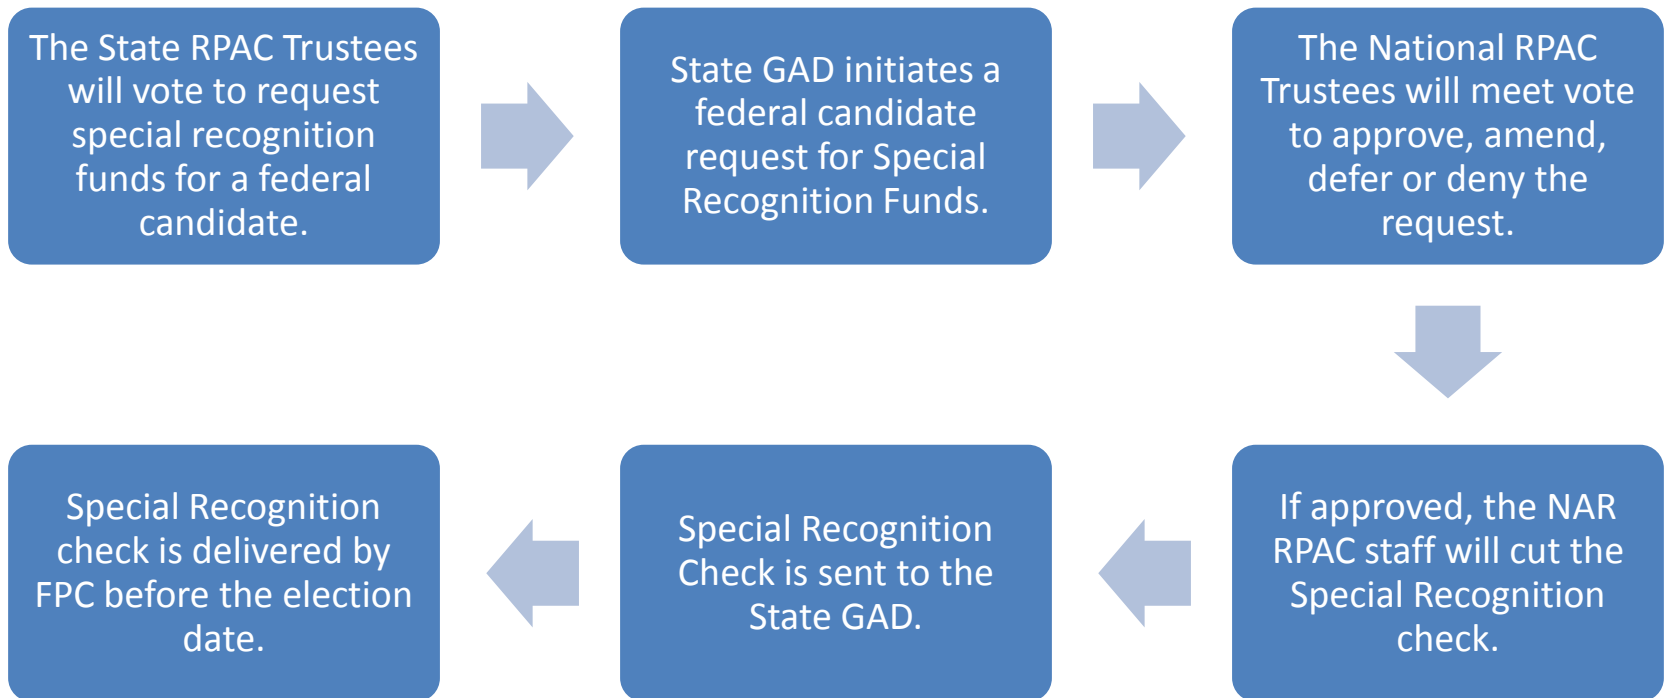 The State RPAC Trustees
will vote to request
special recognition
funds for a federal
candidate.
State GAD initiates a
federal candidate
request for Special
Recognition Funds.
The National RPAC
Trustees will meet vote
to approve, amend,
defer or deny the
request.
If approved, the NAR
RPAC staff will cut the
Special Recognition
check.
Special Recognition
Check is sent to the
State GAD.
Special Recognition
check is delivered by
FPC before the election
date.